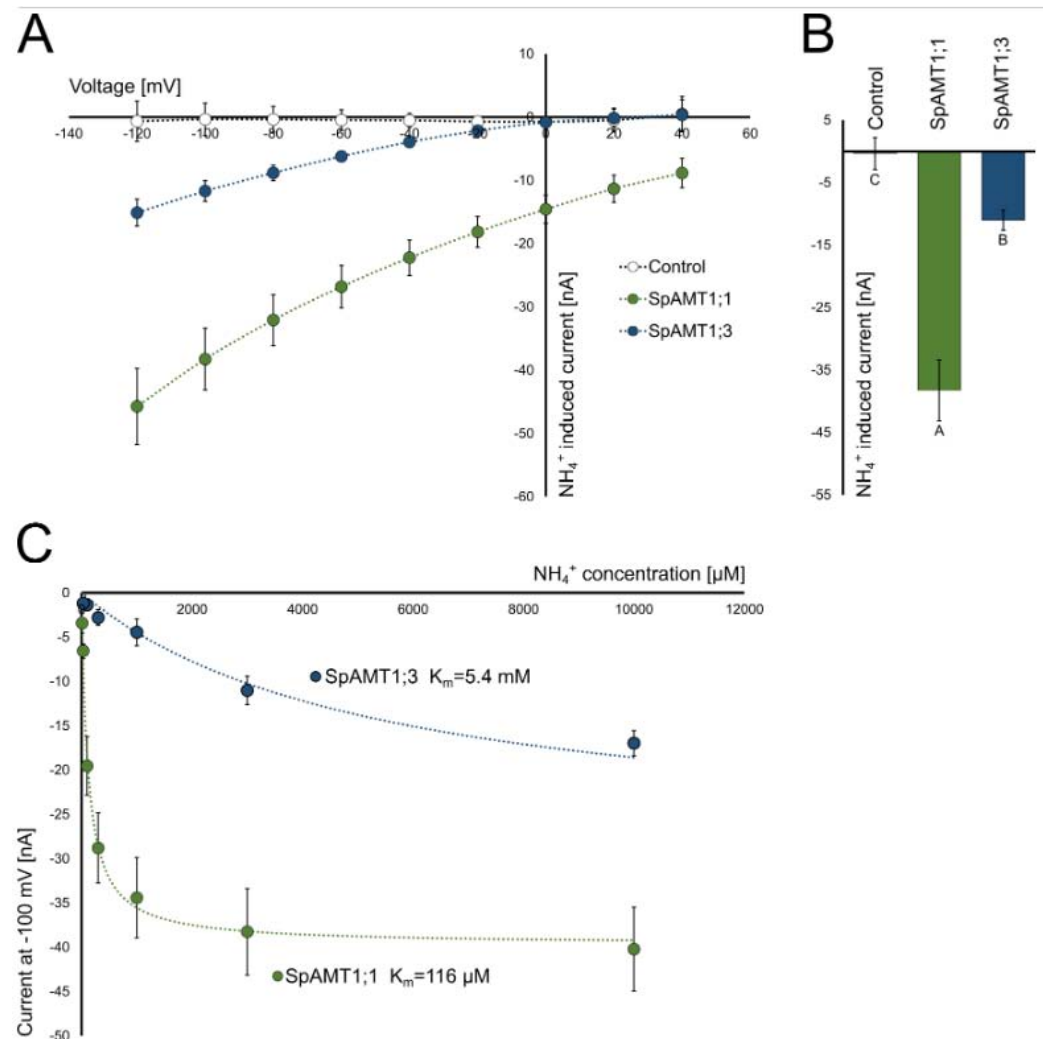 A
B
Voltage [mV]
10
0
-10
-20
-30
-40
-50
-60
-140
-120
-100
-80
-60
-40
-20
0
20
40
60
Control
SpAMT1;1
SpAMT1;3
NH₄⁺ induced current [nA]
Control
SpAMT1;1
SpAMT1;3
5
-5
-15
-25
-35
-45
-55
C
A
B
NH₄⁺ induced current [nA]
C
NH₄⁺ concentration [µM]
0
2000
4000
6000
8000
10000
12000
-5
-10
-15
-20
-25
-30
-35
-40
-45
-50
SpAMT1;3 Kₘ=5.4 mM
SpAMT1;1 Kₘ=116 µM
Current at -100 mV [nA]